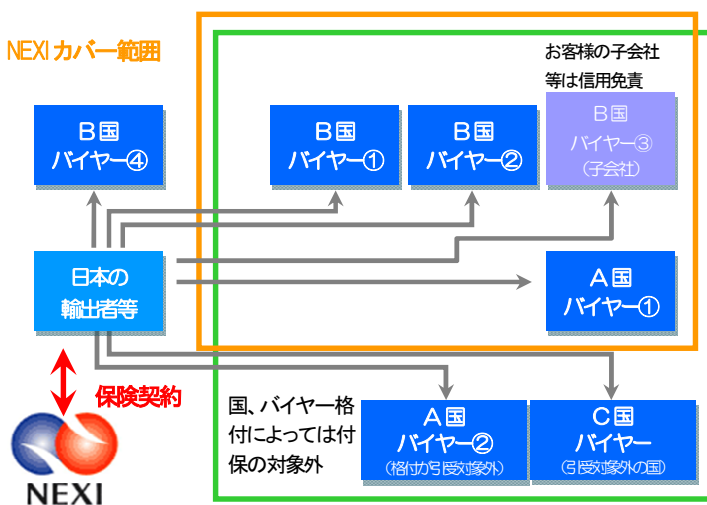 NEXIカバー範囲
お客様の子会社
等は信用免責
B国
バイヤー④
B国
バイヤー①
B国
バイヤー②
B国
バイヤー③
(子会社)
日本の
輸出者等
A国
バイヤー①
保険契約
国、バイヤー格
付によっては付
保の対象外
A国
バイヤー②
(格付が引受対象外)
C国
バイヤー
(引受対象外の国)
NEXI